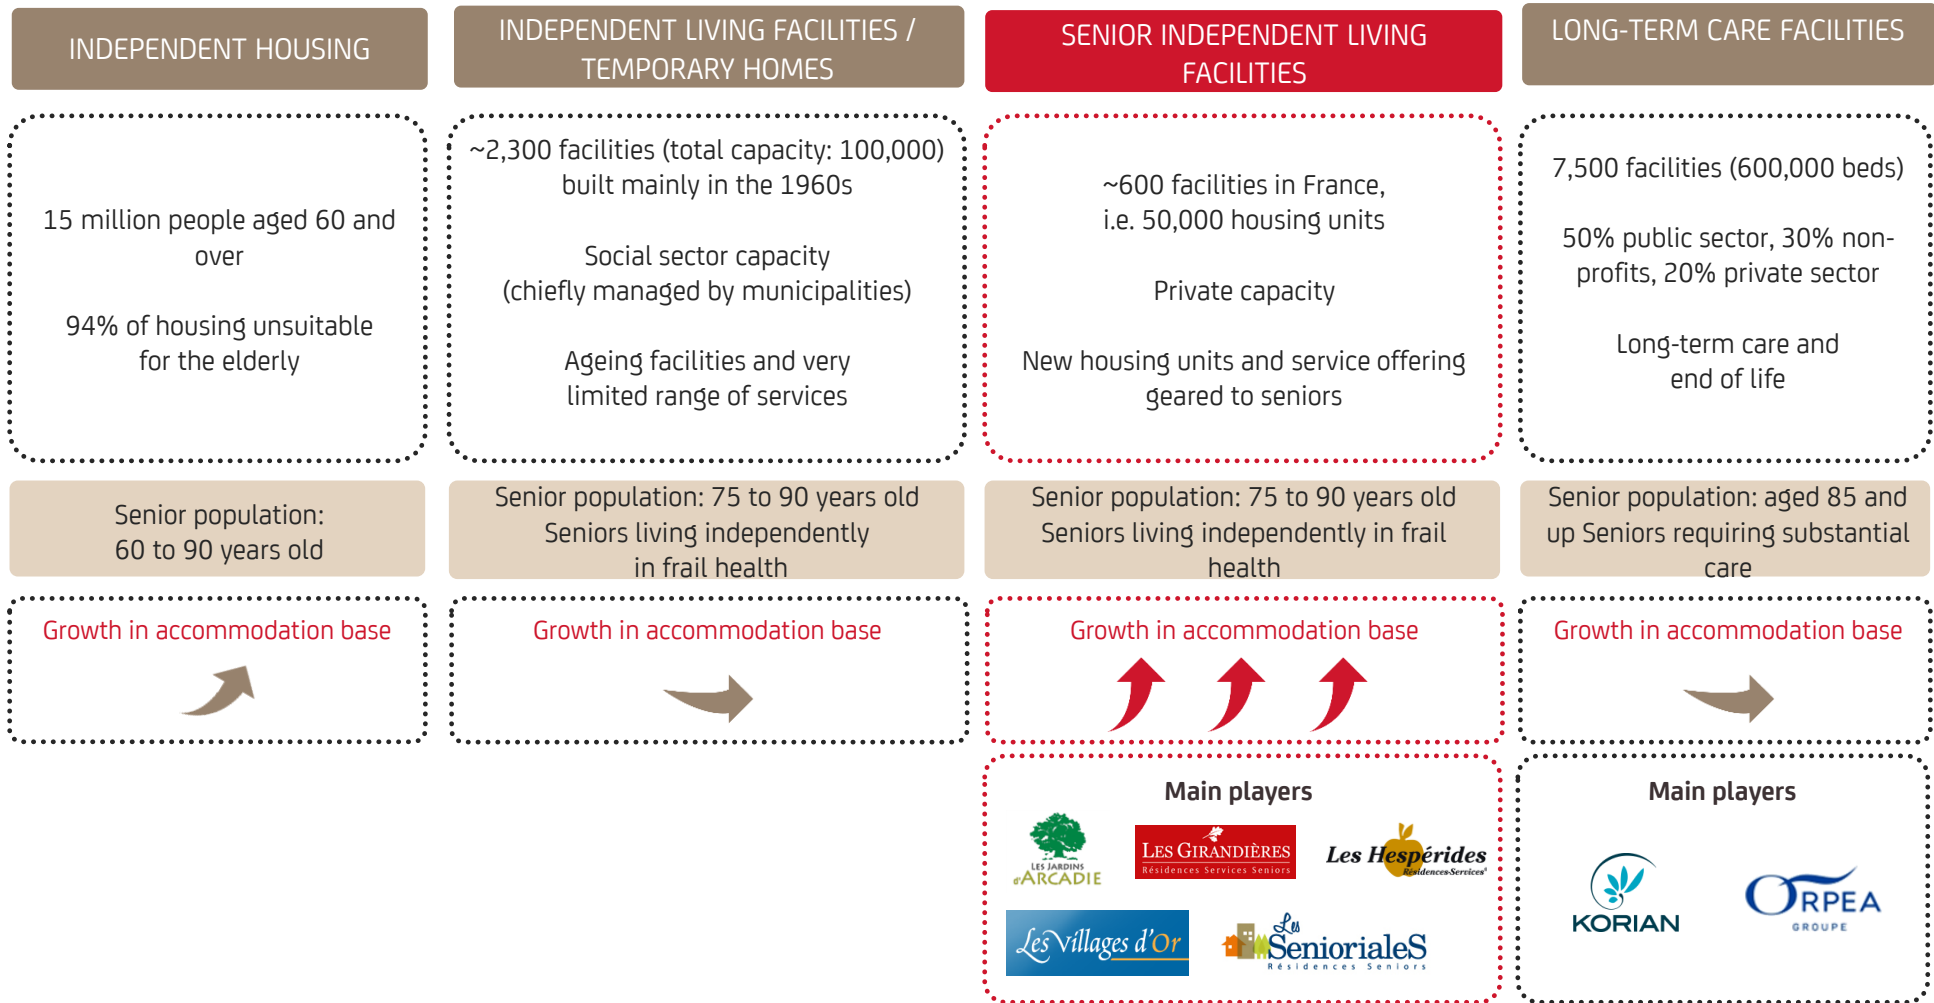 INDEPENDENT HOUSING
15 million people aged 60 and
over
94% of housing unsuitable
for the elderly
Senior population:
60 to 90 years old
Growth in accommodation base
INDEPENDENT LIVING FACILITIES /
TEMPORARY HOMES
~2,300 facilities (total capacity: 100,000)
built mainly in the 1960s
Social sector capacity
(chiefly managed by municipalities)
Ageing facilities and very
limited range of services
Senior population: 75 to 90 years old
Seniors living independently
in frail health
Growth in accommodation base
SENIOR INDEPENDENT LIVING
FACILITIES
~600 facilities in France,
i.e. 50,000 housing units
Private capacity
New housing units and service offering
geared to seniors
Senior population: 75 to 90 years old
Seniors living independently in frail
health
Growth in accommodation base
Main players
LES JARDINS
d'ARCADIE
LES GIRANDIÈRES
Résidences Services Seniors
Les Hespérides
Résidences-Services®
Les Villages d'Or
Les
SeniorialeS
Résidences Seniors
LONG-TERM CARE FACILITIES
7,500 facilities (600,000 beds)
50% public sector, 30% non-
profits, 20% private sector
Long-term care and
end of life
Senior population: aged 85 and
up Seniors requiring substantial
care
Growth in accommodation base
Main players
KORIAN
ORPEA
GROUPE